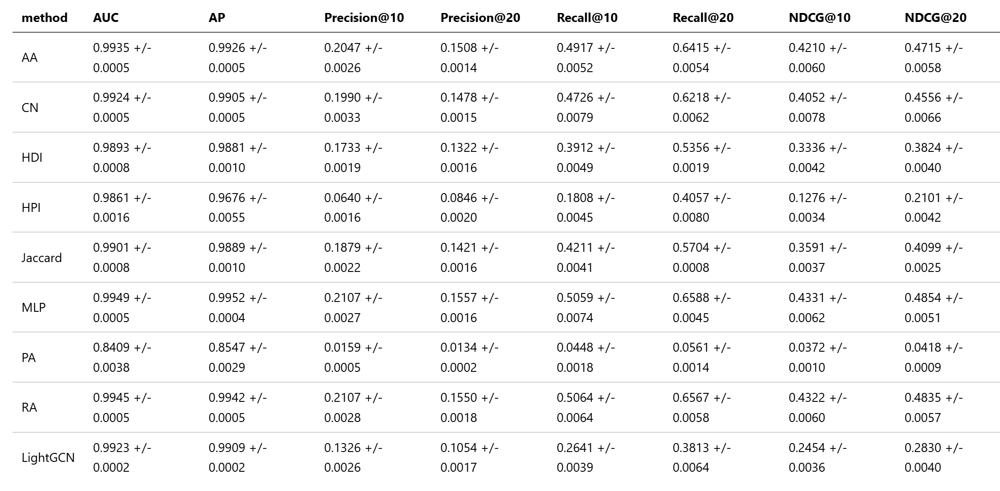 method AUC AP Precision@10 Precision@20 Recall@10 Recall@20 NDCG@10 NDCG@20
AA 0.9935 +/- 0.0005 0.9926 +/- 0.0005 0.2047 +/- 0.0026 0.1508 +/- 0.0014 0.4917 +/- 0.0052 0.6415 +/- 0.0054 0.4210 +/- 0.0060 0.4715 +/- 0.0058
CN 0.9924 +/- 0.0005 0.9905 +/- 0.0005 0.1990 +/- 0.0033 0.1478 +/- 0.0015 0.4726 +/- 0.0079 0.6218 +/- 0.0062 0.4052 +/- 0.0078 0.4556 +/- 0.0066
HDI 0.9893 +/- 0.0008 0.9881 +/- 0.0010 0.1733 +/- 0.0019 0.1322 +/- 0.0016 0.3912 +/- 0.0049 0.5356 +/- 0.0019 0.3336 +/- 0.0042 0.3824 +/- 0.0040
HPI 0.9861 +/- 0.0016 0.9676 +/- 0.0055 0.0640 +/- 0.0016 0.0846 +/- 0.0020 0.1808 +/- 0.0045 0.4057 +/- 0.0080 0.1276 +/- 0.0034 0.2101 +/- 0.0042
Jaccard 0.9901 +/- 0.0008 0.9889 +/- 0.0010 0.1879 +/- 0.0022 0.1421 +/- 0.0016 0.4211 +/- 0.0041 0.5704 +/- 0.0008 0.3591 +/- 0.0037 0.4099 +/- 0.0025
MLP 0.9949 +/- 0.0005 0.9952 +/- 0.0004 0.2107 +/- 0.0027 0.1557 +/- 0.0016 0.5059 +/- 0.0074 0.6588 +/- 0.0045 0.4331 +/- 0.0062 0.4854 +/- 0.0051
PA 0.8409 +/- 0.0038 0.8547 +/- 0.0029 0.0159 +/- 0.0005 0.0134 +/- 0.0002 0.0448 +/- 0.0018 0.0561 +/- 0.0014 0.0372 +/- 0.0010 0.0418 +/- 0.0009
RA 0.9945 +/- 0.0005 0.9942 +/- 0.0005 0.2107 +/- 0.0028 0.1550 +/- 0.0018 0.5064 +/- 0.0064 0.6567 +/- 0.0058 0.4322 +/- 0.0060 0.4835 +/- 0.0057
LightGCN 0.9923 +/- 0.0002 0.9909 +/- 0.0002 0.1326 +/- 0.0026 0.1054 +/- 0.0017 0.2641 +/- 0.0039 0.3813 +/- 0.0064 0.2454 +/- 0.0036 0.2830 +/- 0.0040